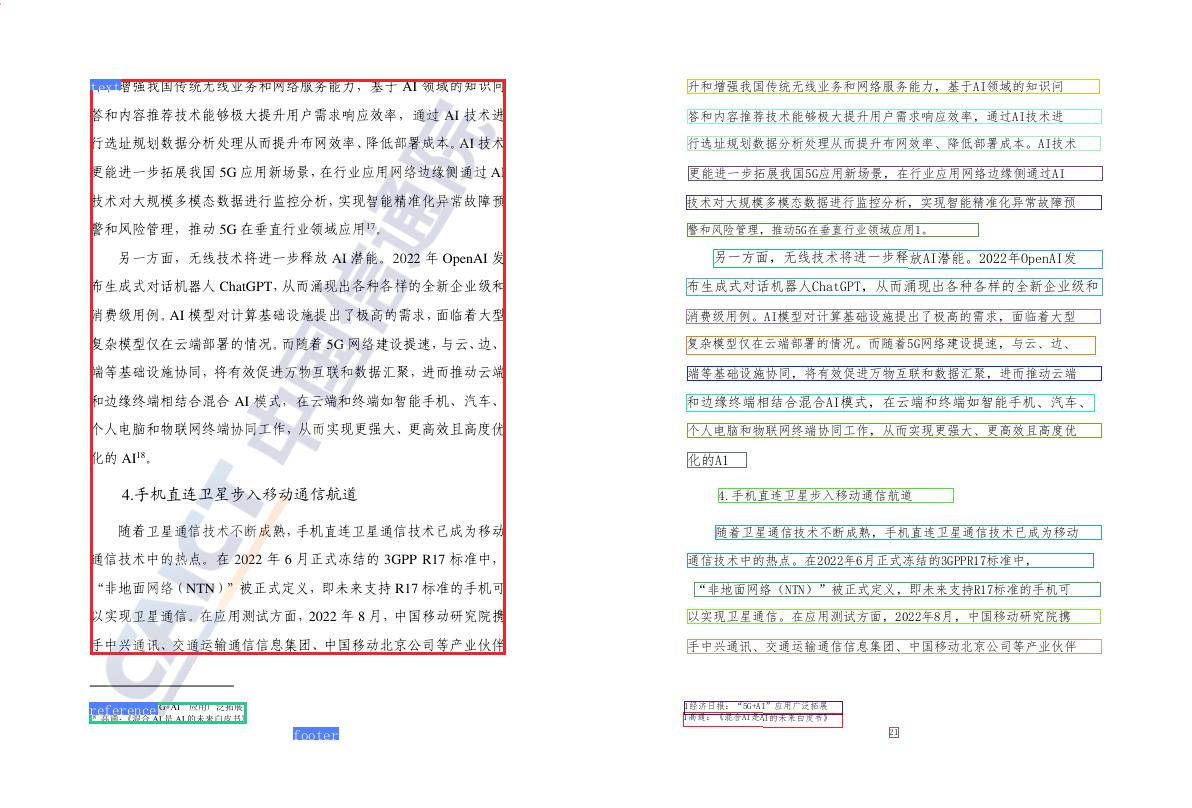 text增强我国传统无线业务和网络服务能力，基于 AI 领域的知识问
答和内容推荐技术能够极大提升用户需求响应效率，通过 AI 技术进
行选址规划数据分析处理从而提升布网效率、降低部署成本。AI 技术
更能进一步拓展我国 5G 应用新场景，在行业应用网络边缘侧通过 AI
技术对大规模多模态数据进行监控分析，实现智能精准化异常故障预
警和风险管理，推动 5G 在垂直行业领域应用¹⁷。
另一方面，无线技术将进一步释放 AI 潜能。2022 年 OpenAI 发
布生成式对话机器人 ChatGPT，从而涌现出各种各样的全新企业级和
消费级用例。AI 模型对计算基础设施提出了极高的需求，面临着大型
复杂模型仅在云端部署的情况。而随着 5G 网络建设提速，与云、边、
端等基础设施协同，将有效促进万物互联和数据汇聚，进而推动云端
和边缘终端相结合混合 AI 模式，在云端和终端如智能手机、汽车、
个人电脑和物联网终端协同工作，从而实现更强大、更高效且高度优
化的 AI¹⁸。
4.手机直连卫星步入移动通信航道
随着卫星通信技术不断成熟，手机直连卫星通信技术已成为移动
通信技术中的热点。在 2022 年 6 月正式冻结的 3GPP R17 标准中，
“非地面网络（NTN）”被正式定义，即未来支持 R17 标准的手机可
以实现卫星通信。在应用测试方面，2022 年 8 月，中国移动研究院携
手中兴通讯、交通运输通信信息集团、中国移动北京公司等产业伙伴
reference G+AI” 应用广泛拓展
高通：《混合 AI 是 AI 的未来白皮书》
footer
CAICT 中国信通院
升和增强我国传统无线业务和网络服务能力，基于AI领域的知识问
答和内容推荐技术能够极大提升用户需求响应效率，通过AI技术进
行选址规划数据分析处理从而提升布网效率、降低部署成本。AI技术
更能进一步拓展我国5G应用新场景，在行业应用网络边缘侧通过AI
技术对大规模多模态数据进行监控分析，实现智能精准化异常故障预
警和风险管理，推动5G在垂直行业领域应用1。
另一方面，无线技术将进一步释放AI潜能。2022年OpenAI发
布生成式对话机器人ChatGPT，从而涌现出各种各样的全新企业级和
消费级用例。AI模型对计算基础设施提出了极高的需求，面临着大型
复杂模型仅在云端部署的情况。而随着5G网络建设提速，与云、边、
端等基础设施协同，将有效促进万物互联和数据汇聚，进而推动云端
和边缘终端相结合混合AI模式，在云端和终端如智能手机、汽车、
个人电脑和物联网终端协同工作，从而实现更强大、更高效且高度优
化的A1
4.手机直连卫星步入移动通信航道
随着卫星通信技术不断成熟，手机直连卫星通信技术已成为移动
通信技术中的热点。在2022年6月正式冻结的3GPPR17标准中，
“非地面网络（NTN）”被正式定义，即未来支持R17标准的手机可
以实现卫星通信。在应用测试方面，2022年8月，中国移动研究院携
手中兴通讯、交通运输通信信息集团、中国移动北京公司等产业伙伴
1经济日报：“5G+AI”应用广泛拓展
1高通：《混合AI是AI的未来白皮书》
21